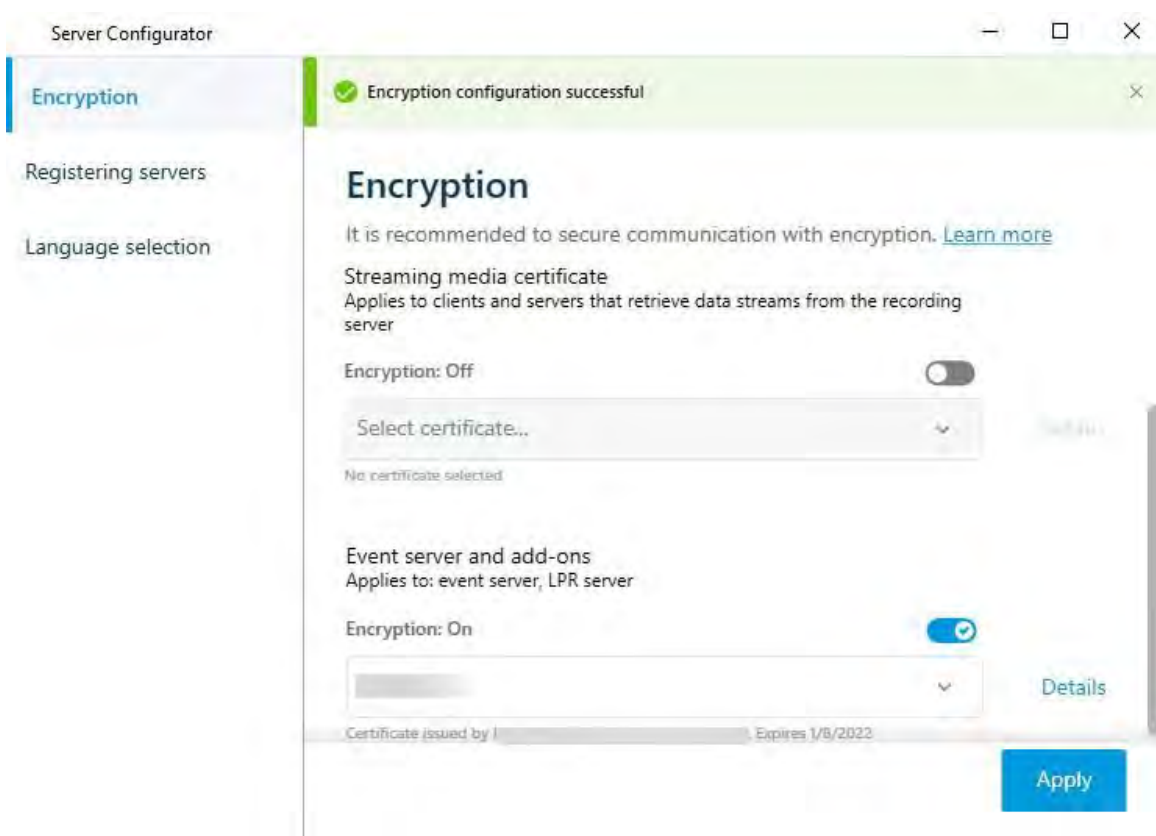 Server Configurator
Encryption
Registering servers
Language selection
Encryption configuration successful
Encryption
It is recommended to secure communication with encryption. Learn more
Streaming media certificate
Applies to clients and servers that retrieve data streams from the recording
server
Encryption: Off
Select certificate...
No certificate selected
Event server and add-ons
Applies to: event server, LPR server
Encryption: On
Details
Certificate issued by Expires 1/8/2022
Apply